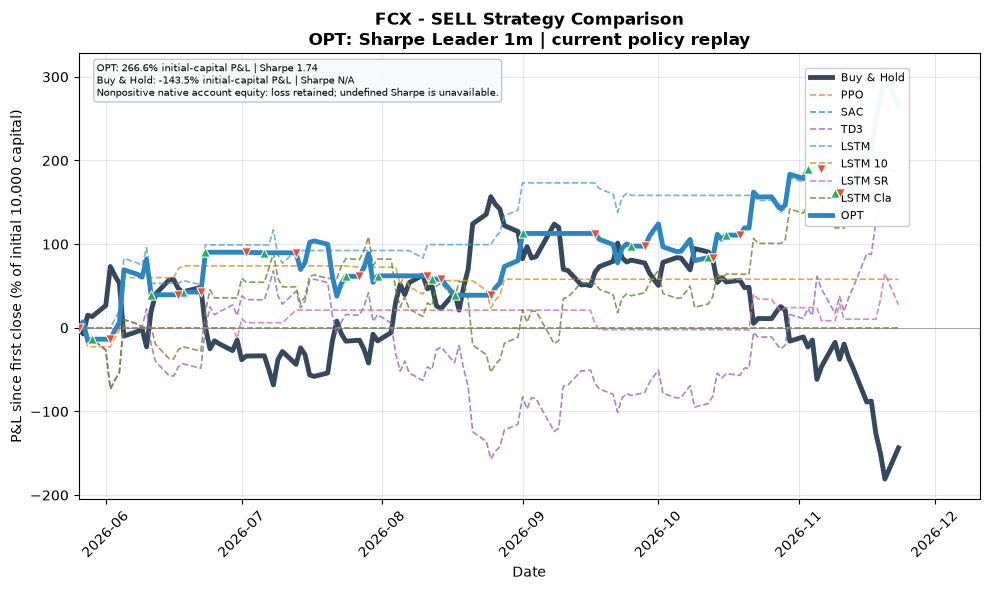 FCX - SELL Strategy Comparison
OPT: Sharpe Leader 1m | current policy replay
OPT: 266.6% initial-capital P&L | Sharpe 1.74
Buy & Hold: -143.5% initial-capital P&L | Sharpe N/A
Nonpositive native account equity: loss retained; undefined Sharpe is unavailable.
Buy & Hold
PPO
SAC
TD3
LSTM
LSTM 10
LSTM SR
LSTM Cla
OPT
P&L since first close (% of initial 10,000 capital)
300
200
100
0
−100
−200
2026-06
2026-07
2026-08
2026-09
2026-10
2026-11
2026-12
Date